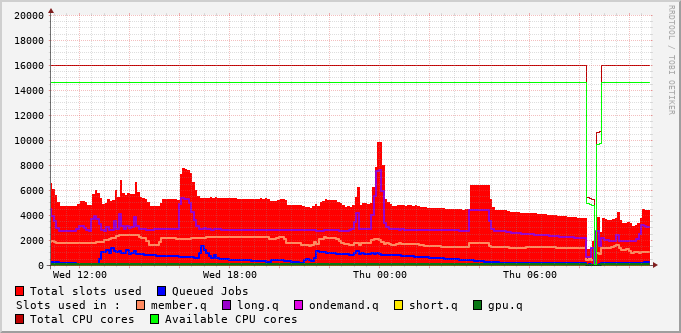 20000
18000
16000
14000
12000
10000
8000
6000
4000
2000
0
Wed 12:00 Wed 18:00 Thu 00:00 Thu 06:00
RRDTOOL / TOBI OETIKER
Total slots used Queued Jobs
Slots used in : member.q long.q ondemand.q short.q gpu.q
Total CPU cores Available CPU cores